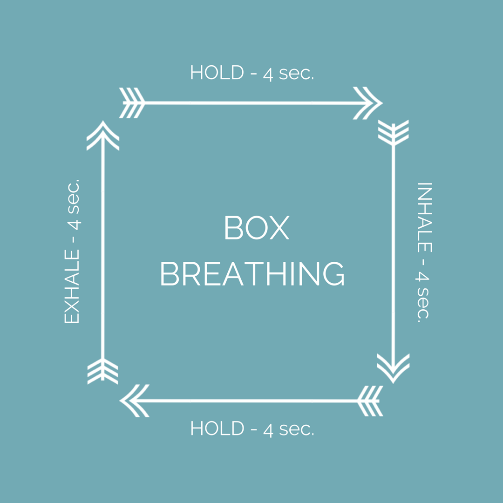 HOLD - 4 sec.
EXHALE - 4 sec.
BOX
BREATHING
INHALE - 4 sec.
HOLD - 4 sec.